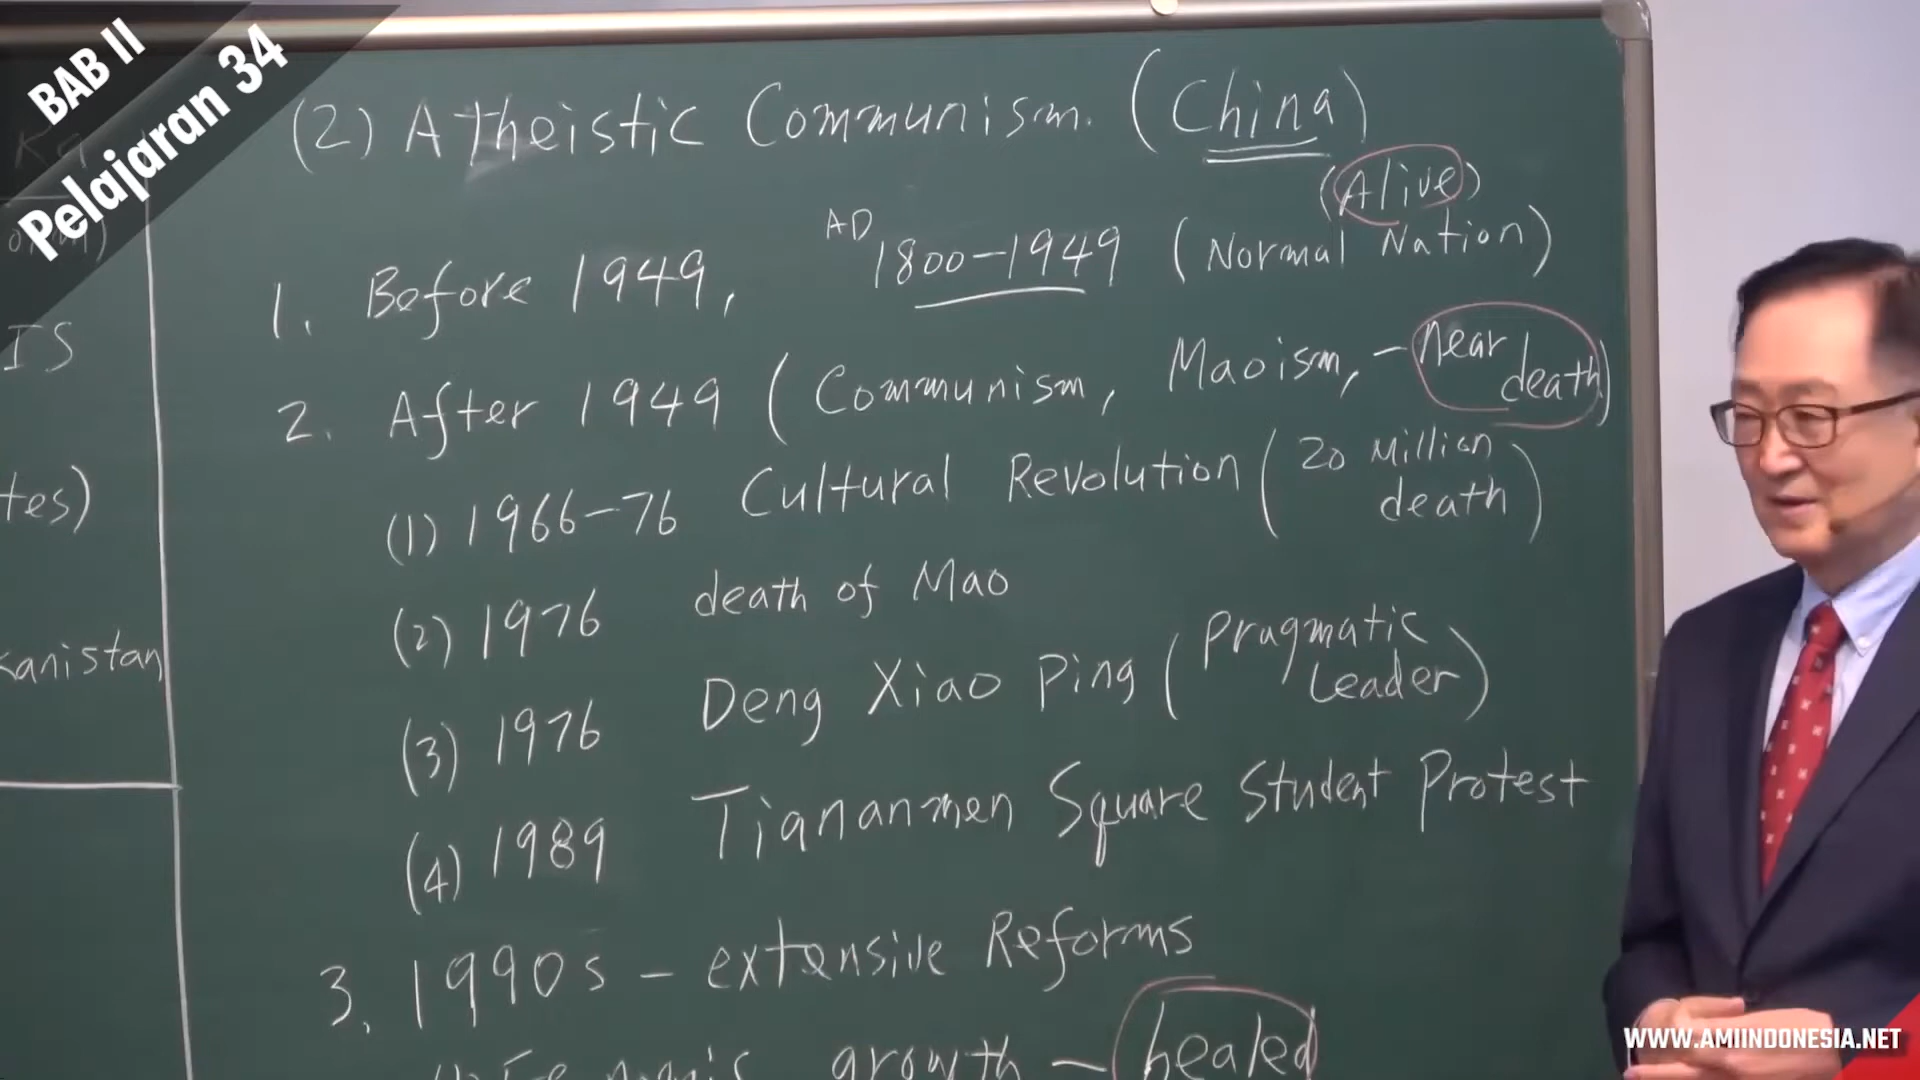 BAB II
Pelajaran 34
(2) Atheistic Communism. (China)
(Alive)
1. Before 1949, AD 1800-1949 (Normal Nation)
2. After 1949 (Communism, Maoism, - near death)
(1) 1966-76 Cultural Revolution (20 Million death)
(2) 1976 death of Mao
(3) 1976 Deng Xiao Ping (Pragmatic Leader)
(4) 1989 Tiananmen Square Student Protest
3. 1990s - extensive Reforms
growth - healed
IS
tes)
kanistan
WWW.AMIINDONESIA.NET